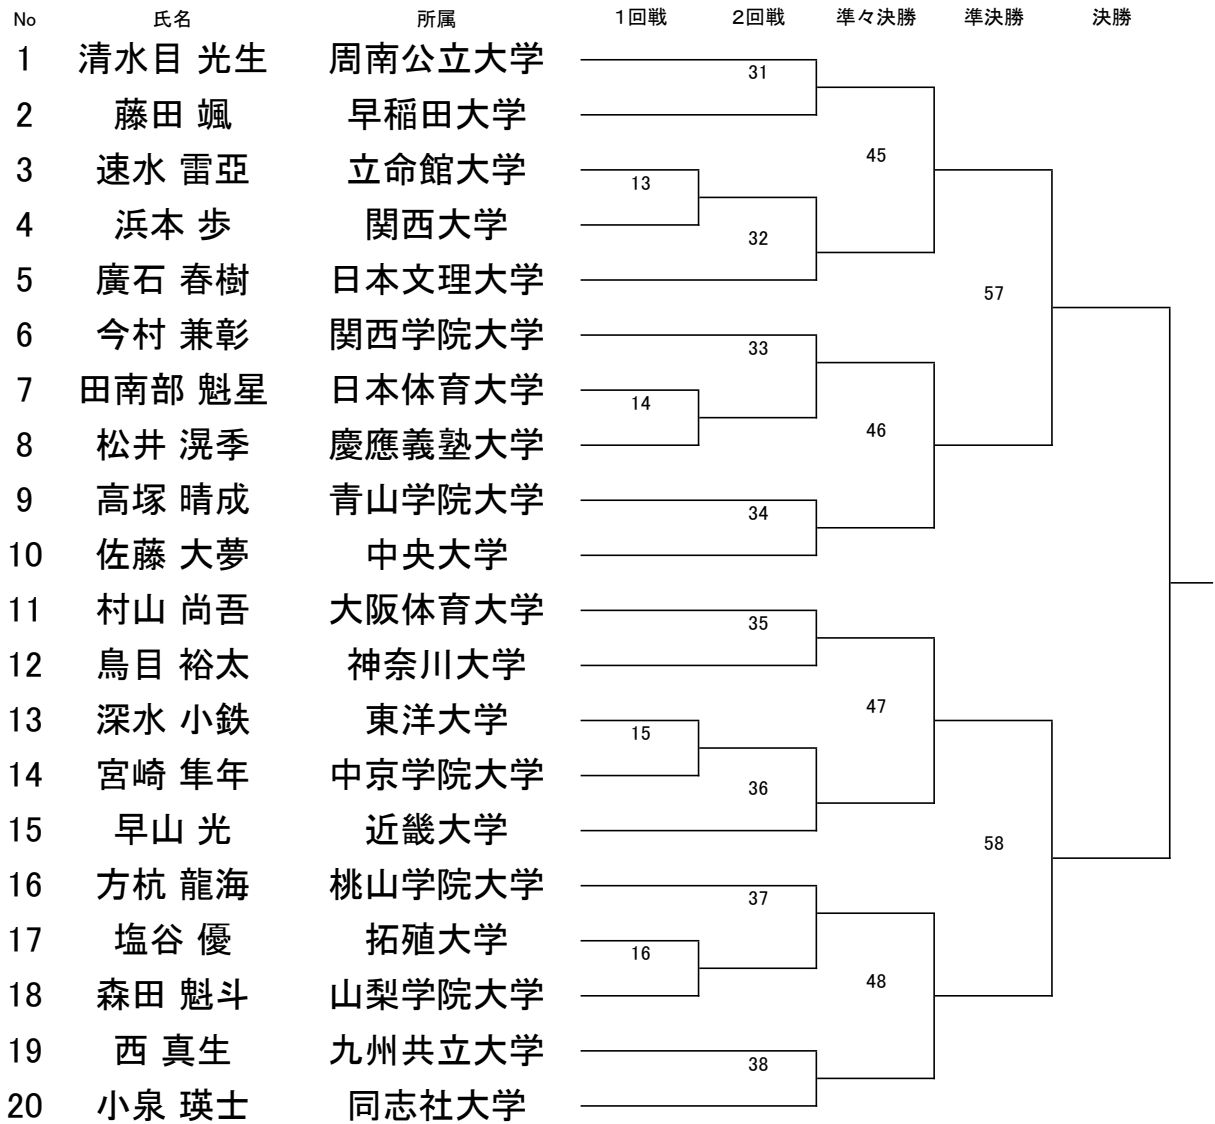 No 氏名 所属 1回戦 2回戦 準々決勝 準決勝 決勝
1 清水目 光生 周南公立大学
31
2 藤田 颯 早稲田大学
45
3 速水 雷亞 立命館大学
13
4 浜本 歩 関西大学
32
5 廣石 春樹 日本文理大学
57
6 今村 兼彰 関西学院大学
33
7 田南部 魁星 日本体育大学
14
46
8 松井 滉季 慶應義塾大学
9 高塚 晴成 青山学院大学
34
10 佐藤 大夢 中央大学
11 村山 尚吾 大阪体育大学
35
12 鳥目 裕太 神奈川大学
47
13 深水 小鉄 東洋大学
15
14 宮崎 隼年 中京学院大学
36
15 早山 光 近畿大学
58
16 方杭 龍海 桃山学院大学
37
17 塩谷 優 拓殖大学
16
48
18 森田 魁斗 山梨学院大学
19 西 真生 九州共立大学
38
20 小泉 瑛士 同志社大学